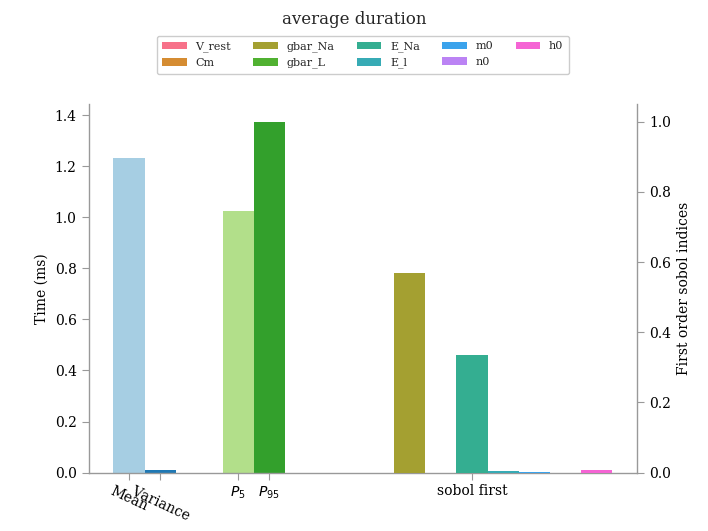 average duration
V_rest gbar_Na E_Na m0 h0
Cm gbar_L E_l n0
1.4
1.2
1.0
0.8
0.6
0.4
0.2
0.0
Time (ms)
1.0
0.8
0.6
0.4
0.2
0.0
First order sobol indices
Mean
Variance
P5
P95
sobol first